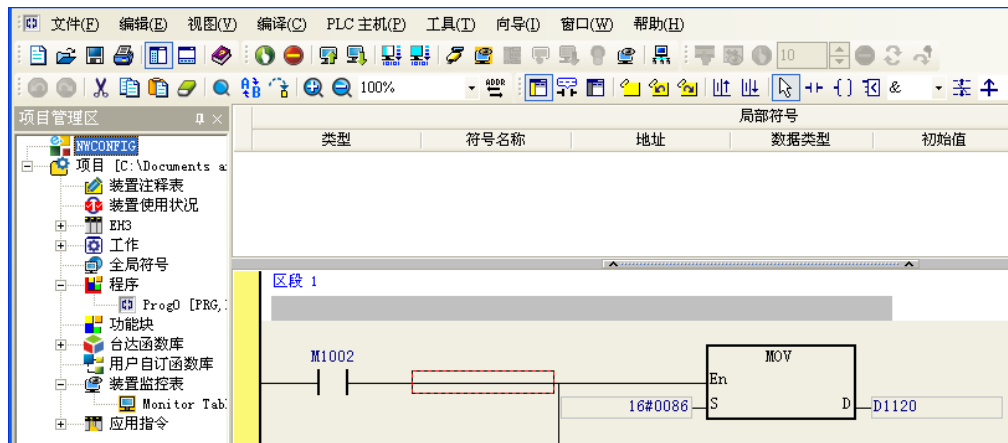 文件(F) 编辑(E) 视图(V) 编译(C) PLC 主机(P) 工具(T) 向导(I) 窗口(W) 帮助(H)
10
100% ADDR &
项目管理区
NWCONFIG
项目 [C:\Documents a
装置注释表
装置使用状况
EH3
工作
全局符号
程序
Prog0 [PRG,
功能块
台达函数库
用户自订函数库
装置监控表
Monitor Tab
应用指令
局部符号
类型 符号名称 地址 数据类型 初始值
区段 1
M1002 MOV
En
16#0086 S D D1120